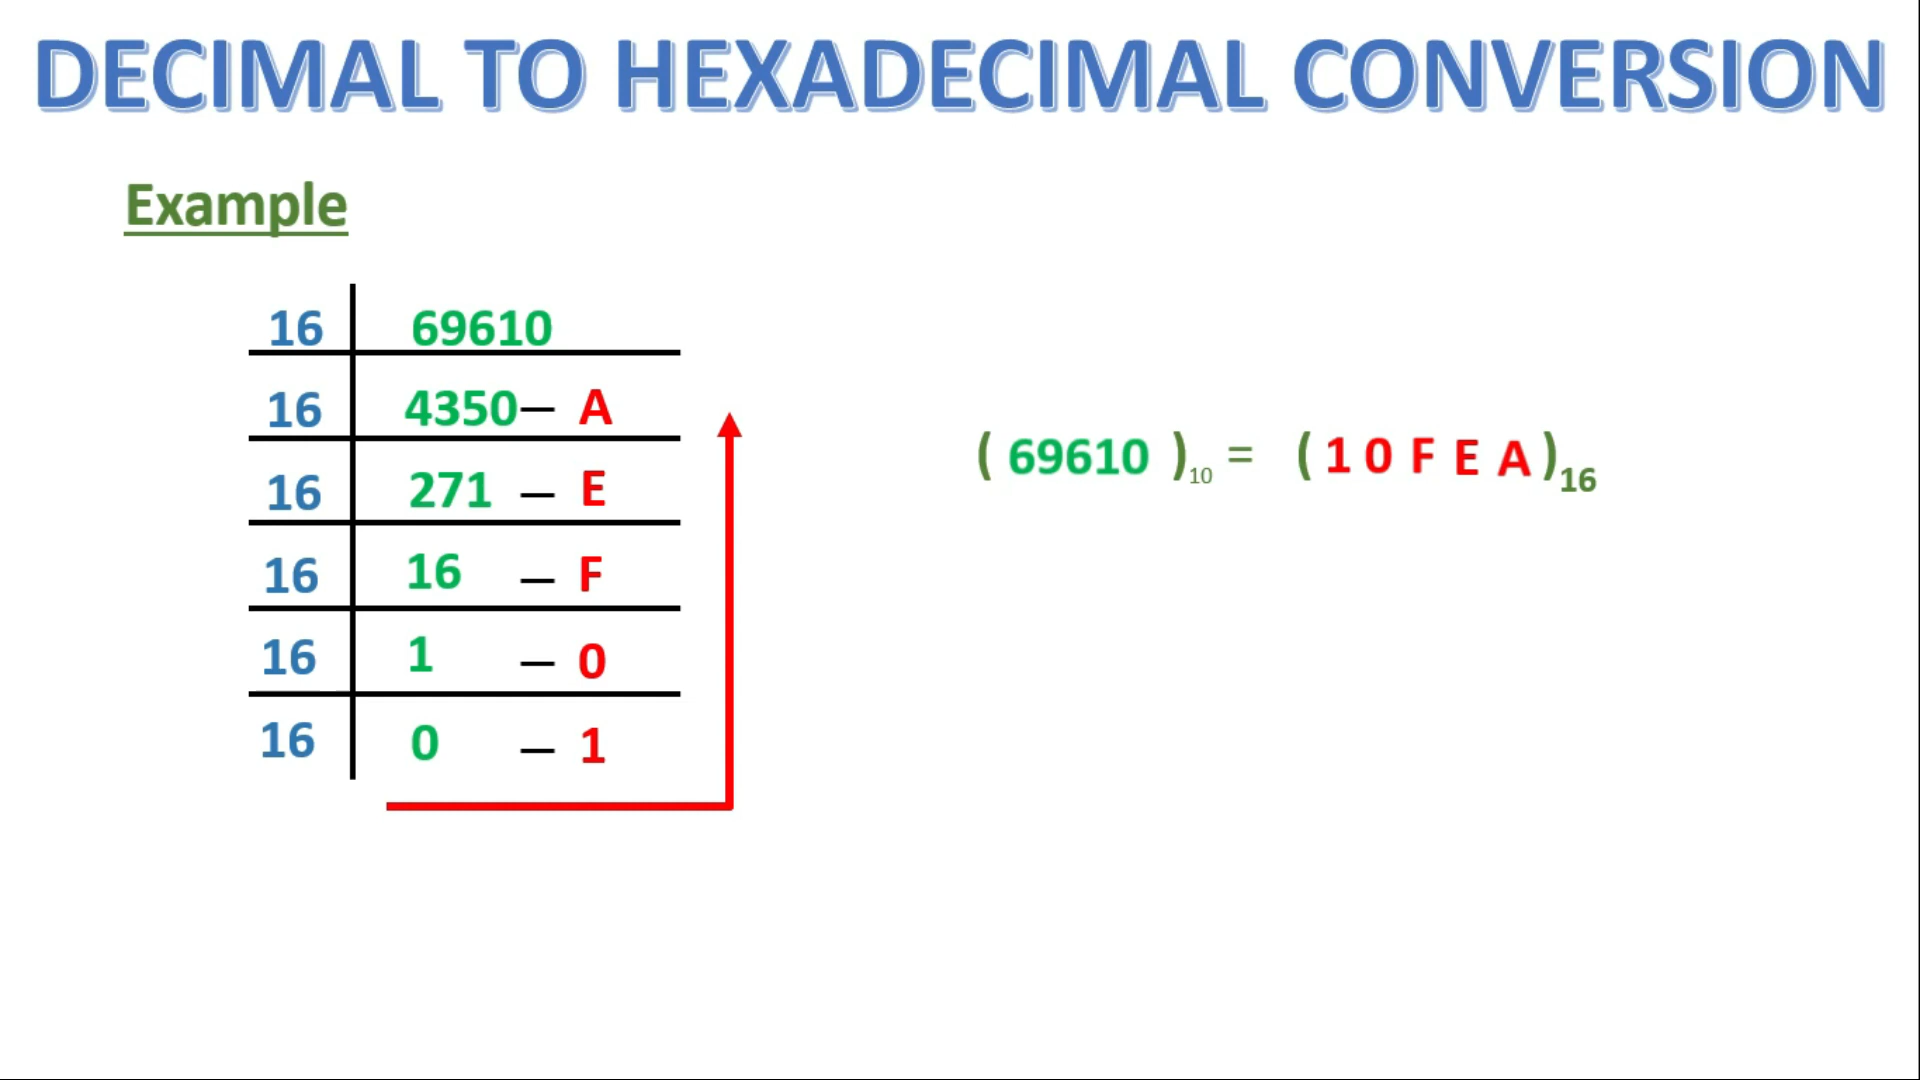 DECIMAL TO HEXADECIMAL CONVERSION
Example
16 69610
16 4350 — A
16 271 — E
16 16 — F
16 1 — 0
16 0 — 1
( 69610 )10 = ( 1 0 F E A )16